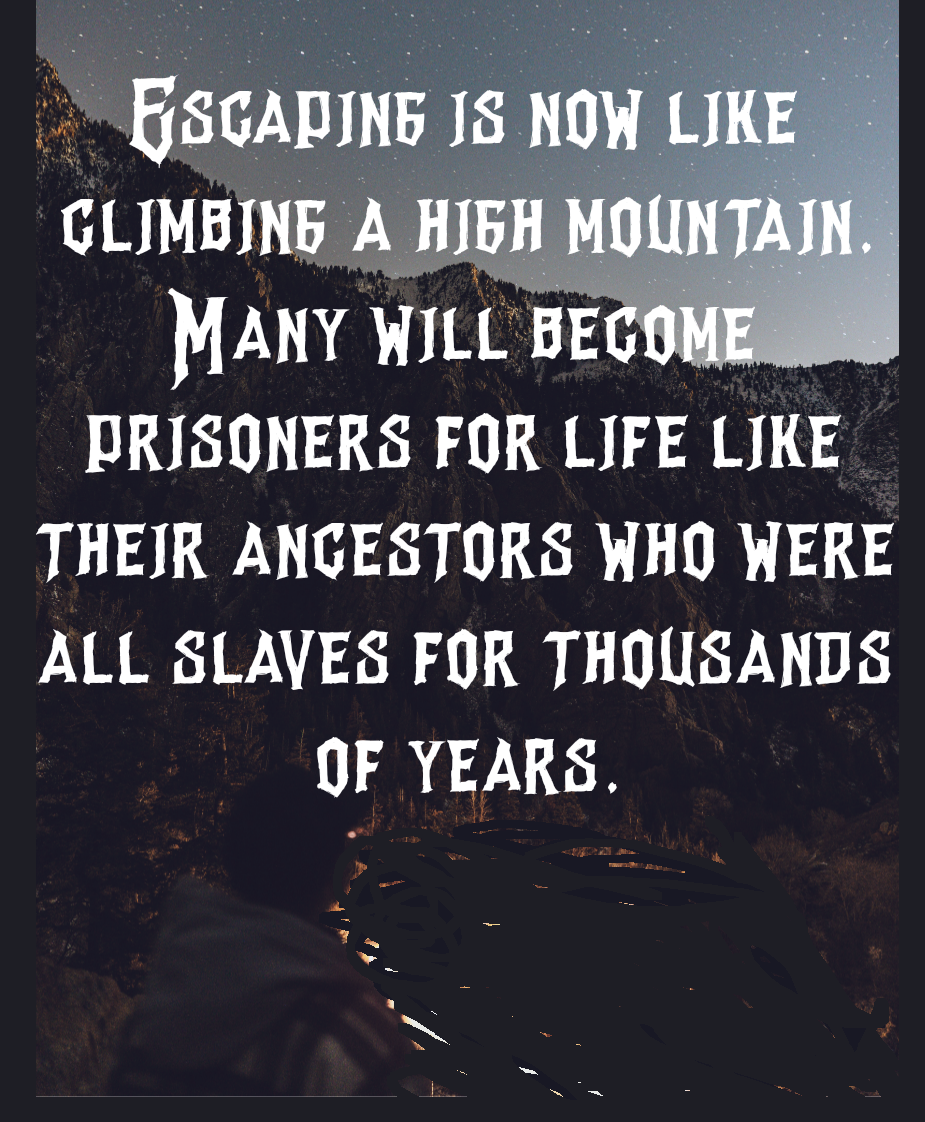 Escaping is now like
climbing a high mountain.
Many will become
prisoners for life like
their ancestors who were
all slaves for thousands
of years.